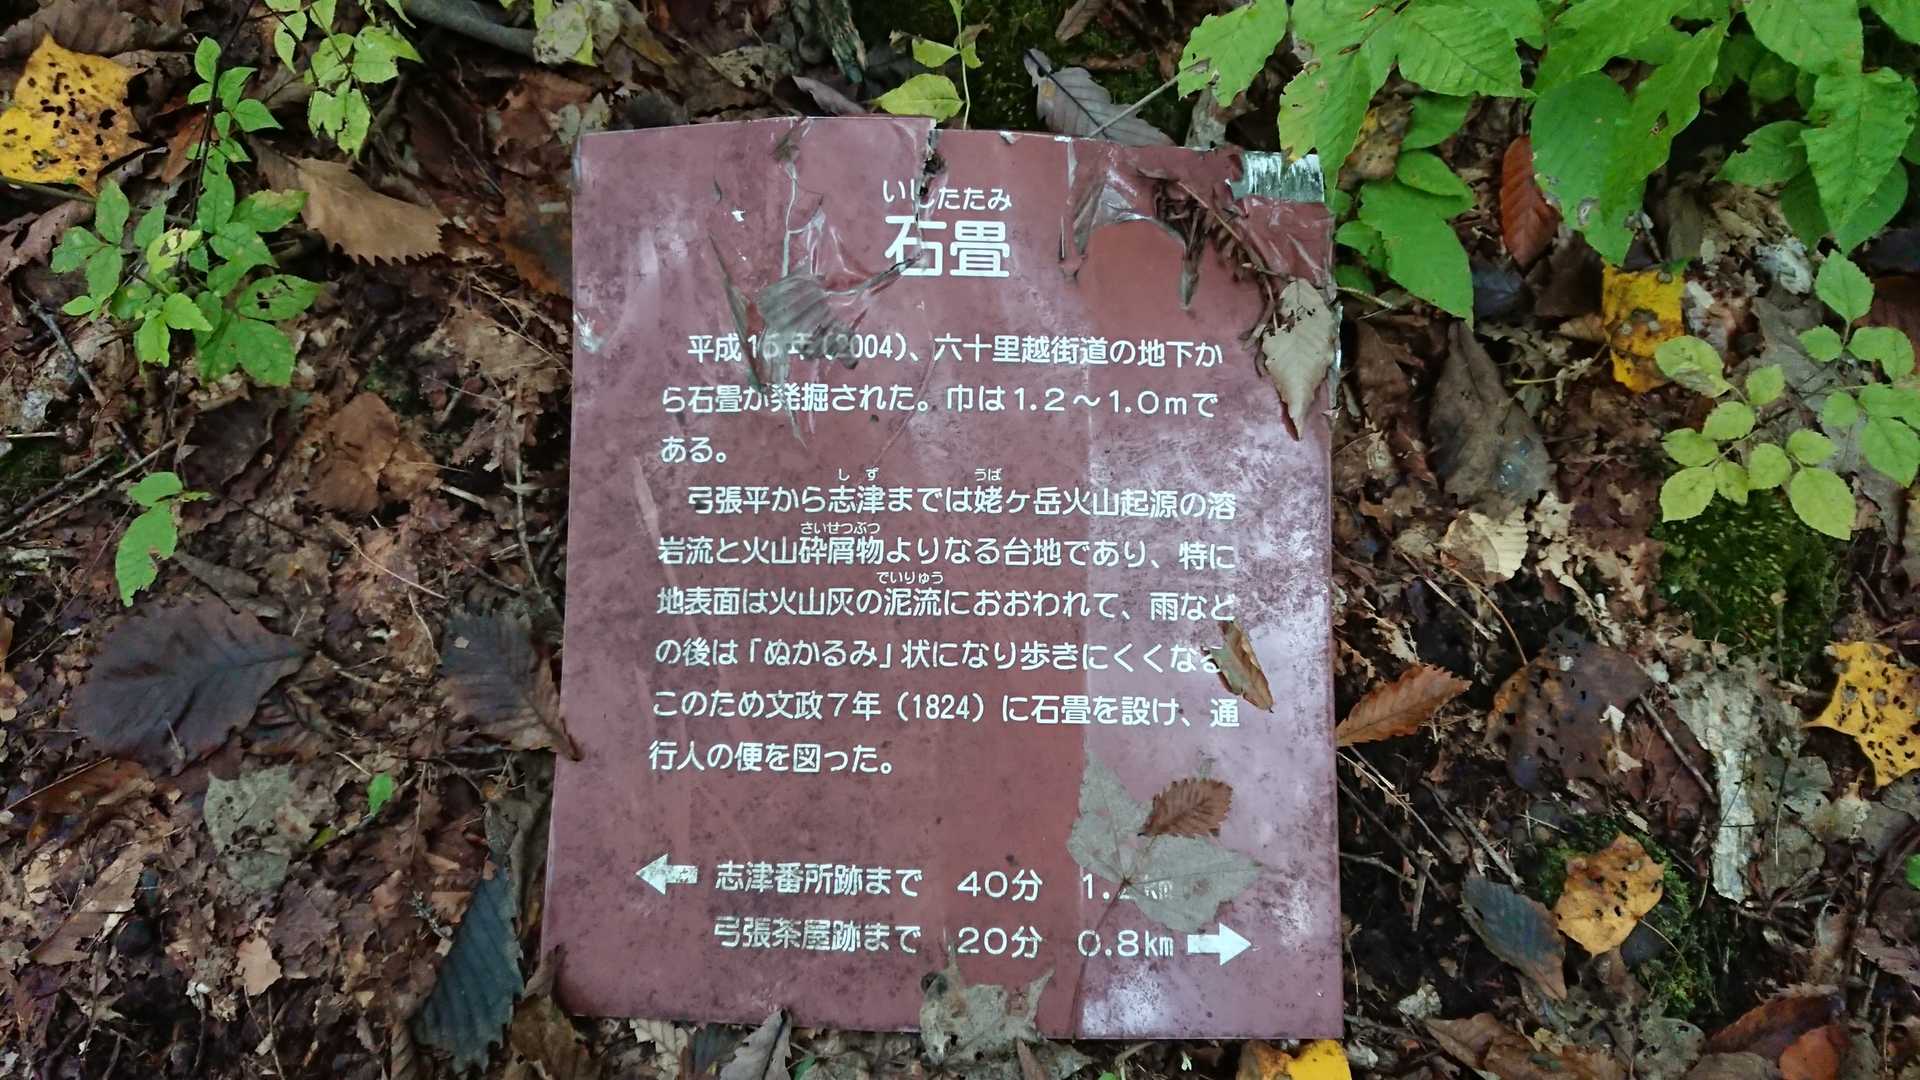 いしたたみ
石畳
平成16年(2004)、六十里越街道の地下か
ら石畳が発掘された。巾は1.2～1.0mで
ある。
しず うば
弓張平から志津までは姥ヶ岳火山起源の溶
さいせつぶつ
岩流と火山砕屑物よりなる台地であり、特に
でいりゅう
地表面は火山灰の泥流におおわれて、雨など
の後は「ぬかるみ」状になり歩きにくくなる
このため文政7年（1824）に石畳を設け、通
行人の便を図った。
← 志津番所跡まで 40分
弓張茶屋跡まで 20分 0.8km →